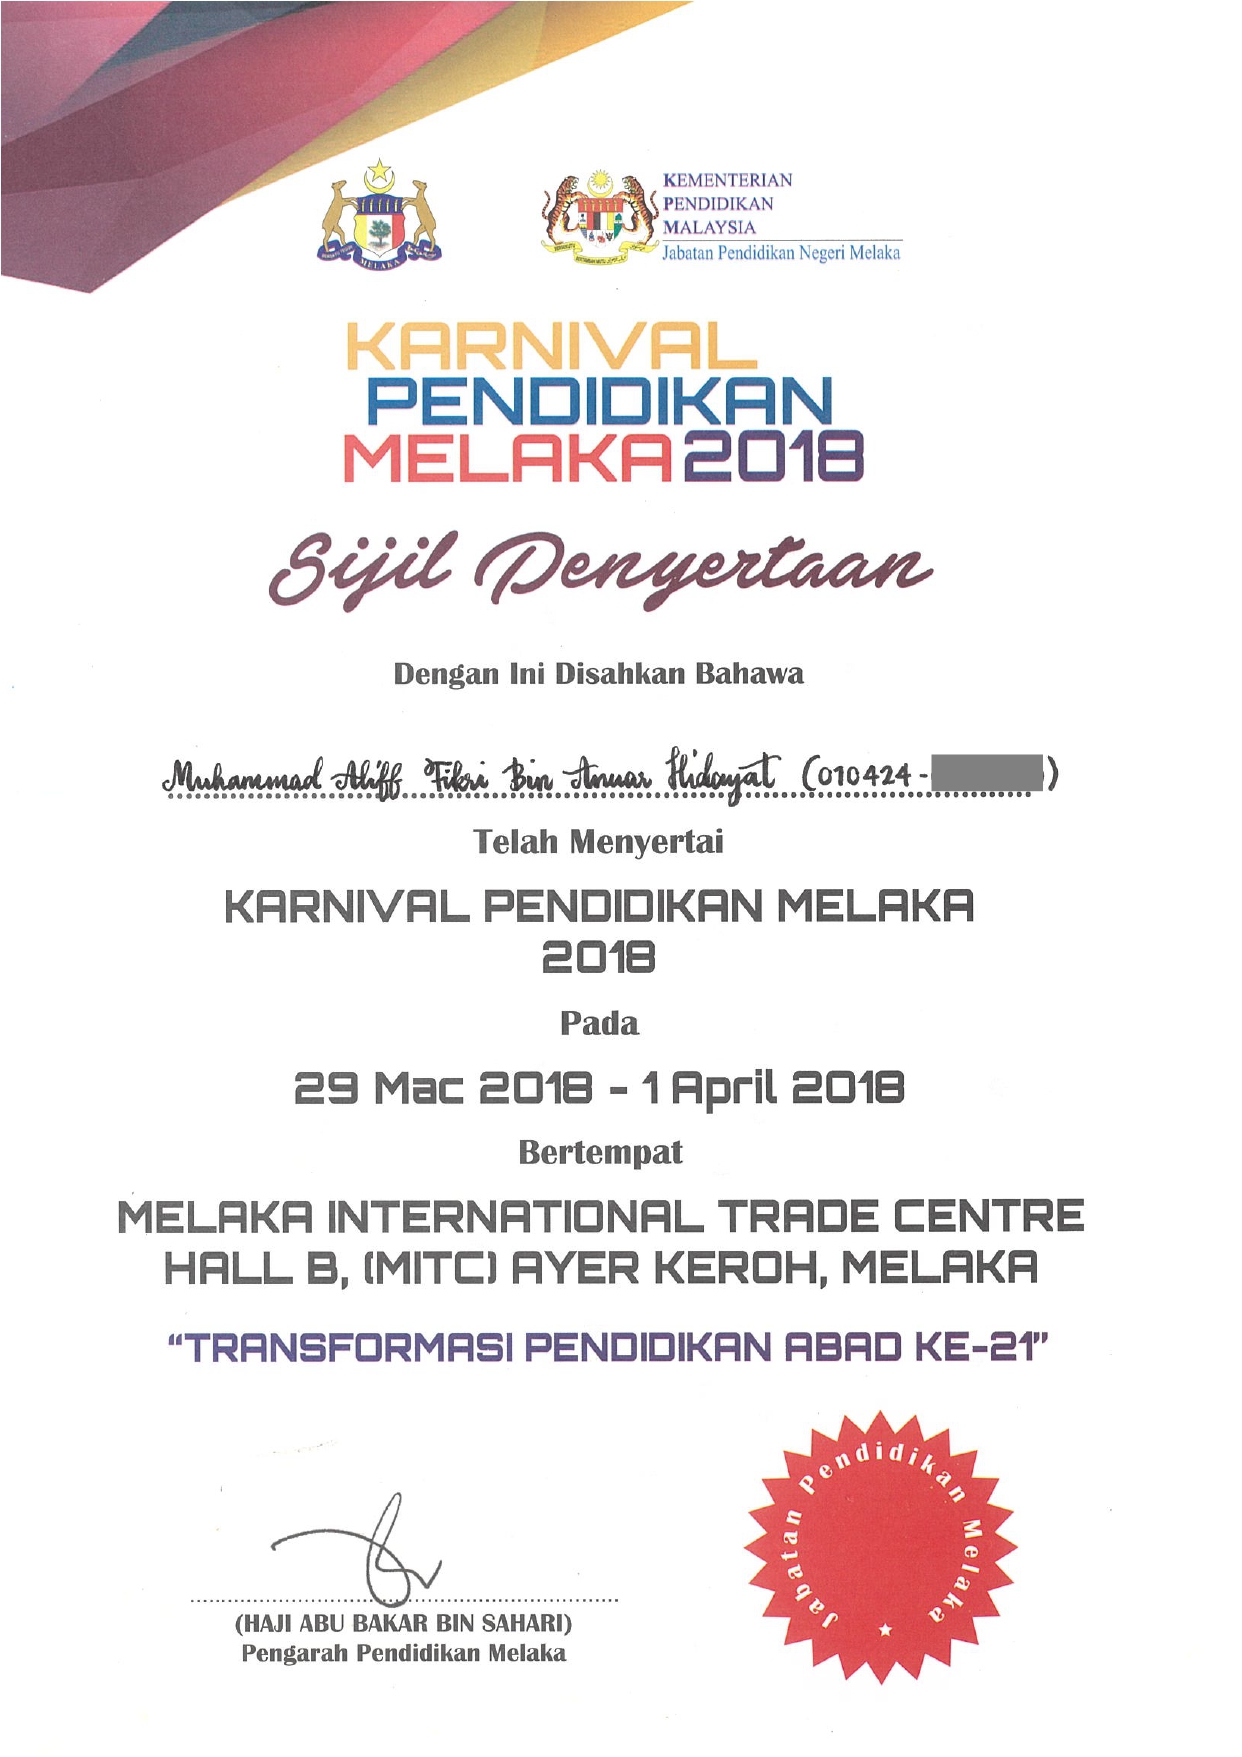 KEMENTERIAN
PENDIDIKAN
MALAYSIA
Jabatan Pendidikan Negeri Melaka
MELAKA
KARNIVAL
PENDIDIKAN
MELAKA 2018
Sijil Penyertaan
Dengan Ini Disahkan Bahawa
Muhammad Aliff Fikri Bin Anuar Hidayat (010424-        )
Telah Menyertai
KARNIVAL PENDIDIKAN MELAKA
2018
Pada
29 Mac 2018 - 1 April 2018
Bertempat
MELAKA INTERNATIONAL TRADE CENTRE
HALL B, (MITC) AYER KEROH, MELAKA
“TRANSFORMASI PENDIDIKAN ABAD KE-21”
Jabatan Pendidikan Melaka
(HAJI ABU BAKAR BIN SAHARI)
Pengarah Pendidikan Melaka